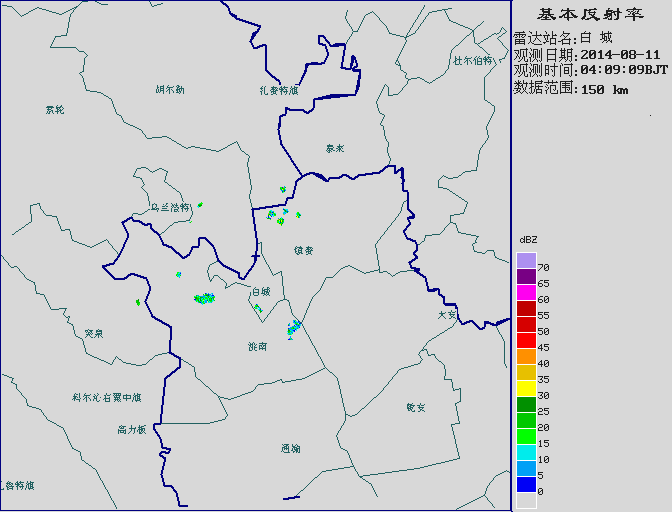 基本反射率
雷达站名:白 城
观测日期:2014-08-11
观测时间:04:09:09BJT
数据范围:150 km
杜尔伯特
胡尔勒
扎赉特旗
索轮
泰来
乌兰浩特
镇赉
白城
大安
突泉
洮南
科尔沁右翼中旗
乾安
高力板
通榆
鲁特旗
dBZ
70
65
60
55
50
45
40
35
30
25
20
15
10
5
0